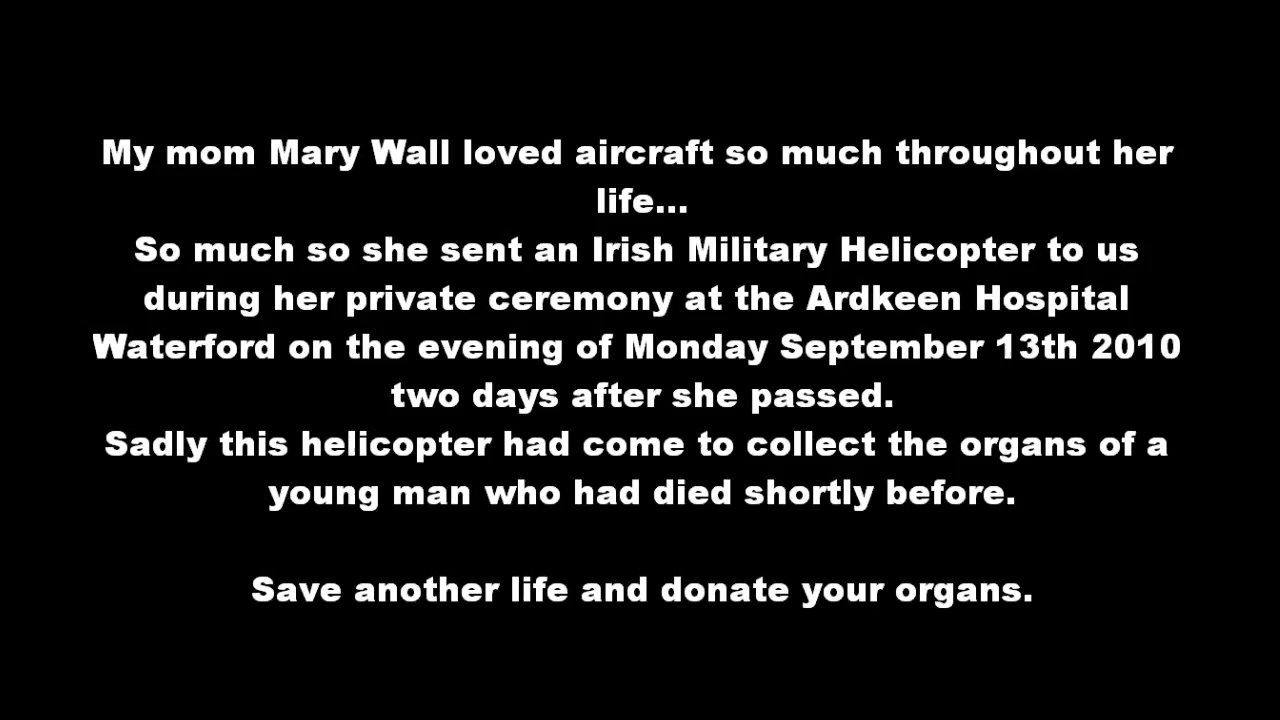 My mom Mary Wall loved aircraft so much throughout her
life...
So much so she sent an Irish Military Helicopter to us
during her private ceremony at the Ardkeen Hospital
Waterford on the evening of Monday September 13th 2010
two days after she passed.
Sadly this helicopter had come to collect the organs of a
young man who had died shortly before.
Save another life and donate your organs.